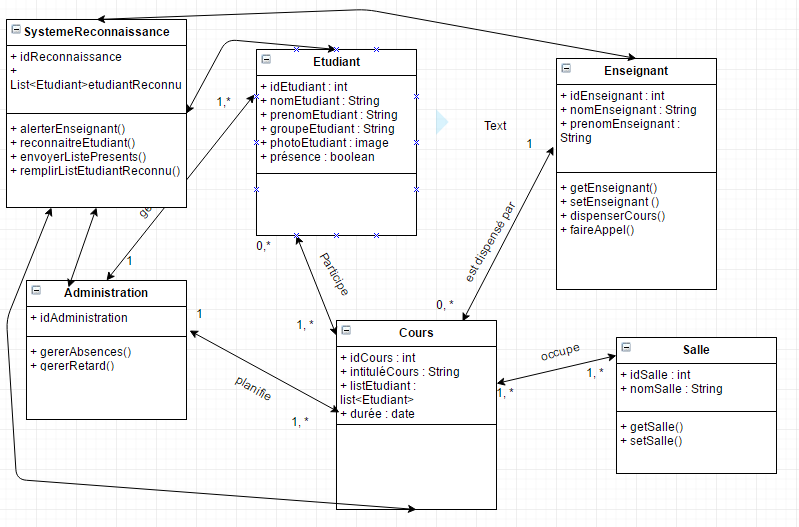 SystemeReconnaissance
+ idReconnaissance
+
List<Etudiant>etudiantReconnu
+ alerterEnseignant()
+ reconnaitreEtudiant()
+ envoyerListePresents()
+ remplirListEtudiantReconnu()
Etudiant
+ idEtudiant : int
+ nomEtudiant : String
+ prenomEtudiant : String
+ groupeEtudiant : String
+ photoEtudiant : image
+ présence : boolean
Enseignant
+ idEnseignant : int
+ nomEnseignant : String
+ prenomEnseignant :
String
+ getEnseignant()
+ setEnseignant ()
+ dispenserCours()
+ faireAppel()
Text
1,*
1
1
0,*
Participe
1, *
est dispensé par
0, *
Administration
+ idAdministration
+ gererAbsences()
+ gererRetard()
1
planifie
1, *
Cours
+ idCours : int
+ intituléCours : String
+ listEtudiant :
list<Etudiant>
+ durée : date
occupe
1, *
1, *
Salle
+ idSalle : int
+ nomSalle : String
+ getSalle()
+ setSalle()